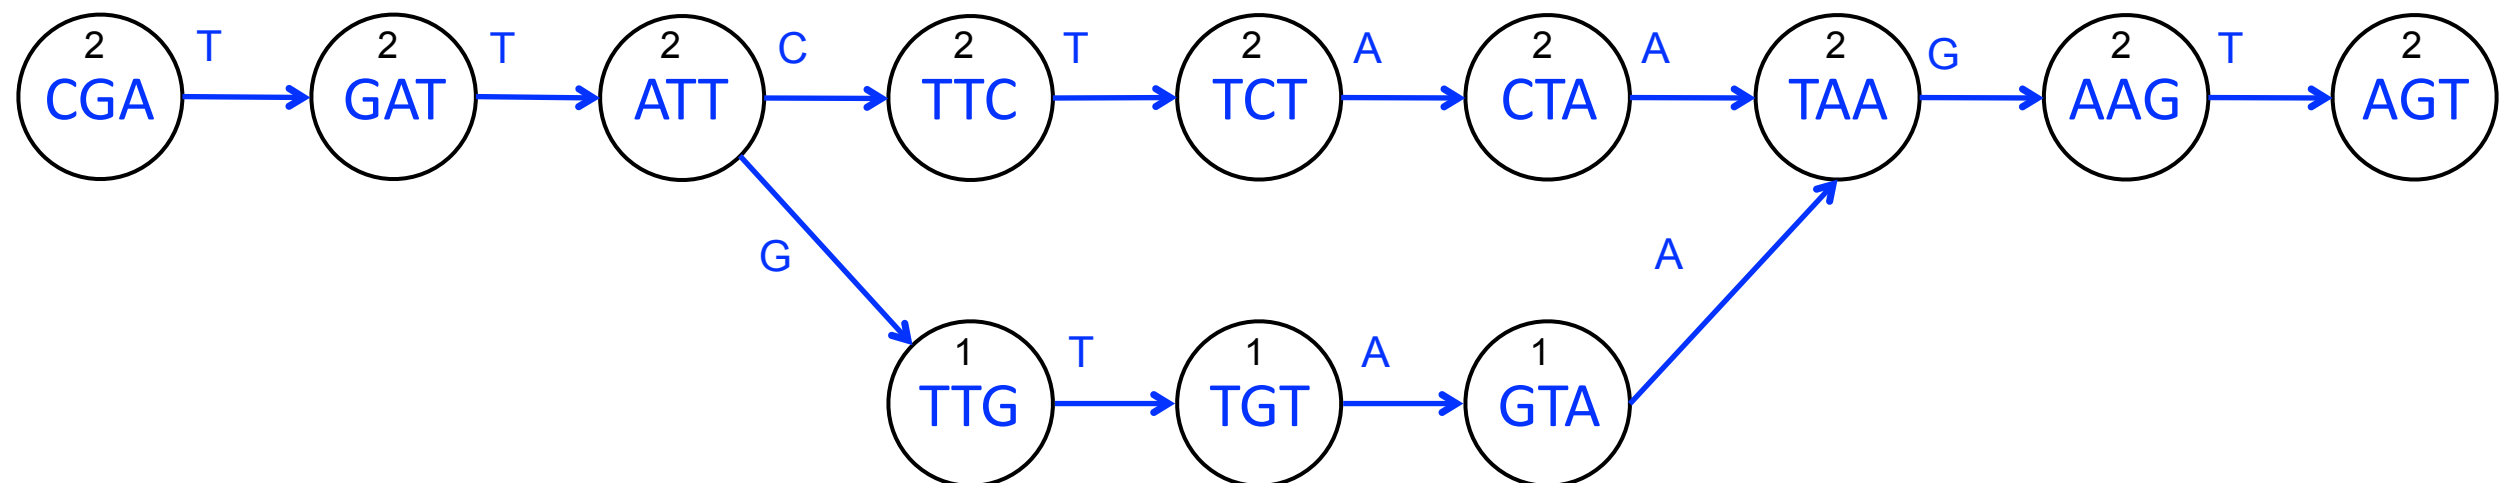 T T C T A A G T
2 2 2 2 2 2 2 2 2
CGA GAT ATT TTC TCT CTA TAA AAG AGT
G A
T A
1 1 1
TTG TGT GTA